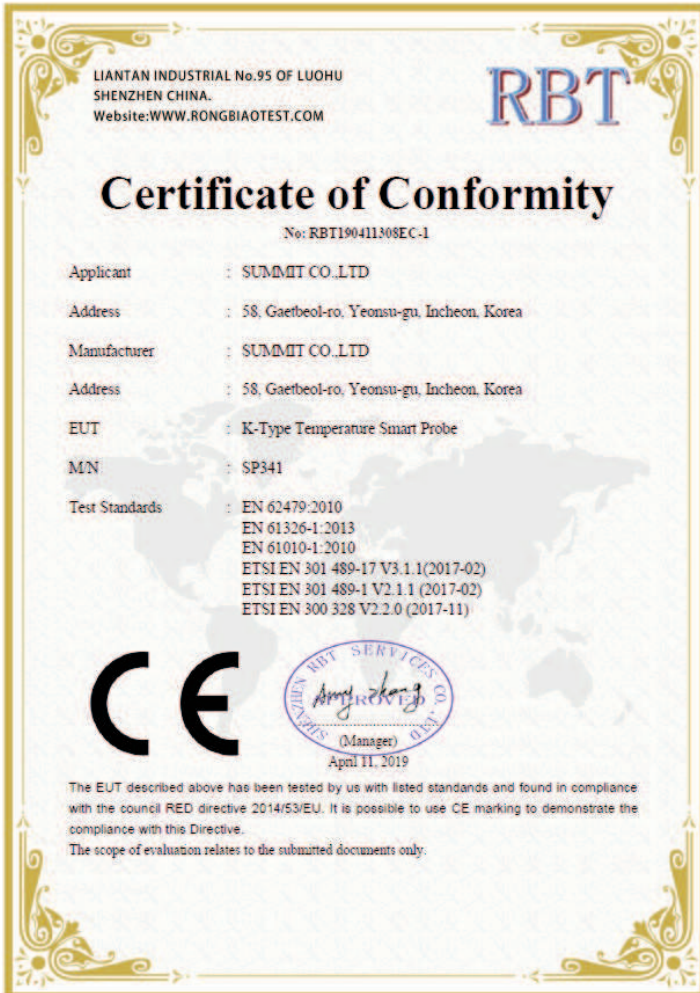 LIANTAN INDUSTRIAL No.95 OF LUOHU
SHENZHEN CHINA.
Website:WWW.RONGBIAOTEST.COM
RBT
Certificate of Conformity
No: RBT190411308EC-1
Applicant : SUMMIT CO.,LTD
Address : 58, Gaetbeol-ro, Yeonsu-gu, Incheon, Korea
Manufacturer : SUMMIT CO.,LTD
Address : 58, Gaetbeol-ro, Yeonsu-gu, Incheon, Korea
EUT : K-Type Temperature Smart Probe
M/N : SP341
Test Standards : EN 62479:2010
EN 61326-1:2013
EN 61010-1:2010
ETSI EN 301 489-17 V3.1.1(2017-02)
ETSI EN 301 489-1 V2.1.1 (2017-02)
ETSI EN 300 328 V2.2.0 (2017-11)
CE
SHENZHEN RBT SERVICES CO.,LTD
Amy zhang
APPROVED
(Manager)
April 11, 2019
The EUT described above has been tested by us with listed standards and found in compliance
with the council RED directive 2014/53/EU. It is possible to use CE marking to demonstrate the
compliance with this Directive.
The scope of evaluation relates to the submitted documents only.